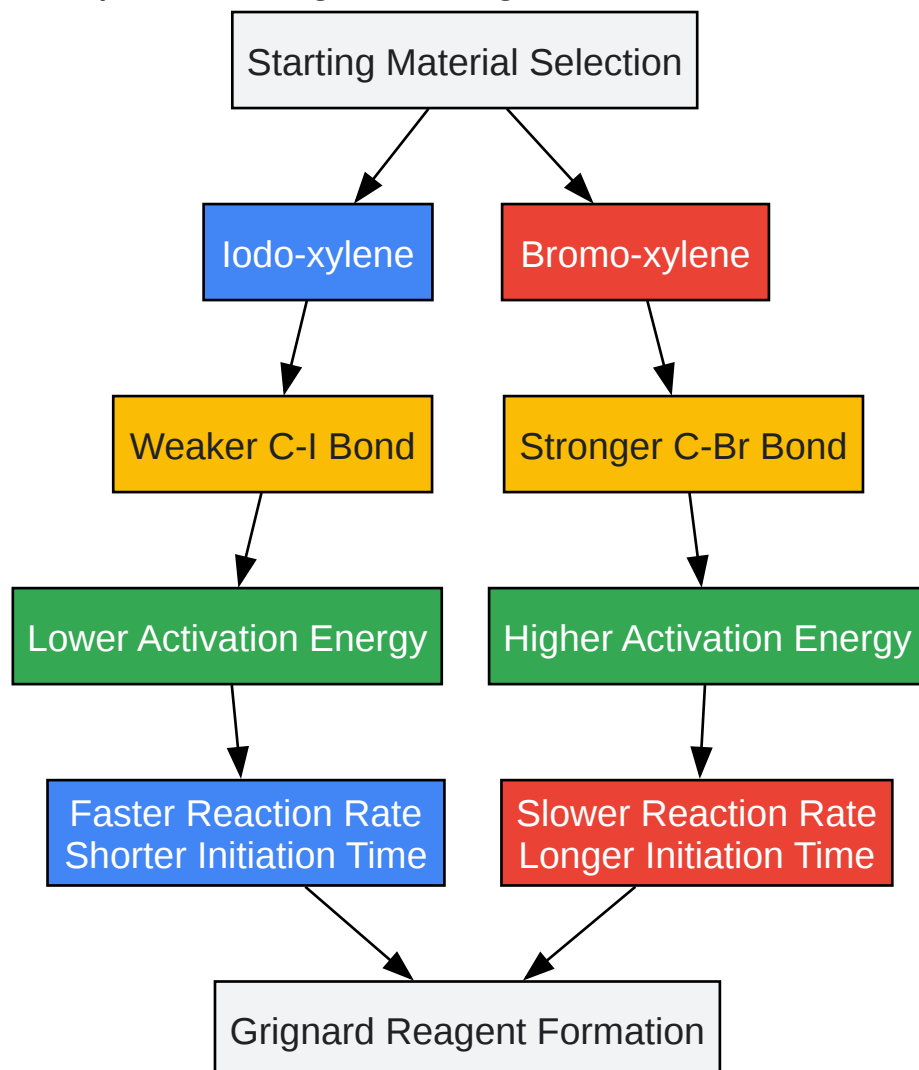 Starting Material Selection
Iodo-xylene
Bromo-xylene
Weaker C-I Bond
Stronger C-Br Bond
Lower Activation Energy
Higher Activation Energy
Faster Reaction Rate
Shorter Initiation Time
Slower Reaction Rate
Longer Initiation Time
Grignard Reagent Formation